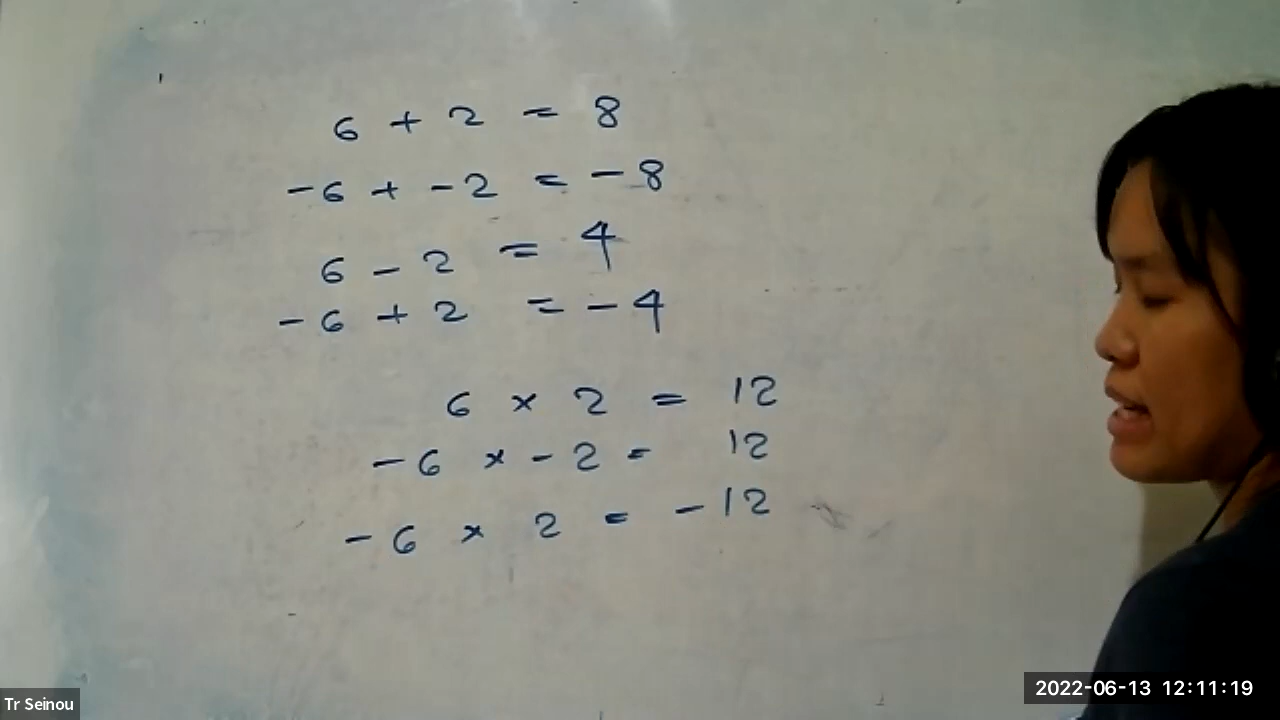 6 + 2 = 8
-6 + -2 = -8
6 - 2 = 4
-6 + 2 = -4
6 × 2 = 12
-6 × -2 = 12
-6 × 2 = -12
Tr Seinou
2022-06-13 12:11:19